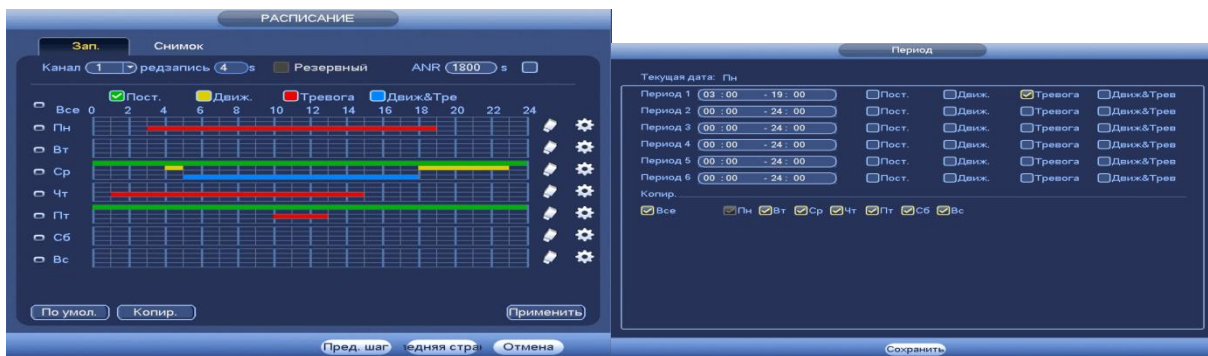 РАСПИСАНИЕ
Зап. Снимок
Канал 1 редзапись 4 s Резервный ANR 1800 s
Пост. Движ. Тревога Движ&Тре
Все 0 2 4 6 8 10 12 14 16 18 20 22 24
Пн
Вт
Ср
Чт
Пт
Сб
Вс
По умол. Копир. Применить
Пред. шаг едняя стра Отмена
Период
Текущая дата: Пн
Период 1 03 : 00 - 19 : 00 Пост. Движ. Тревога Движ&Трев
Период 2 00 : 00 - 24 : 00 Пост. Движ. Тревога Движ&Трев
Период 3 00 : 00 - 24 : 00 Пост. Движ. Тревога Движ&Трев
Период 4 00 : 00 - 24 : 00 Пост. Движ. Тревога Движ&Трев
Период 5 00 : 00 - 24 : 00 Пост. Движ. Тревога Движ&Трев
Период 6 00 : 00 - 24 : 00 Пост. Движ. Тревога Движ&Трев
Копир.
Все Пн Вт Ср Чт Пт Сб Вс
Сохранить